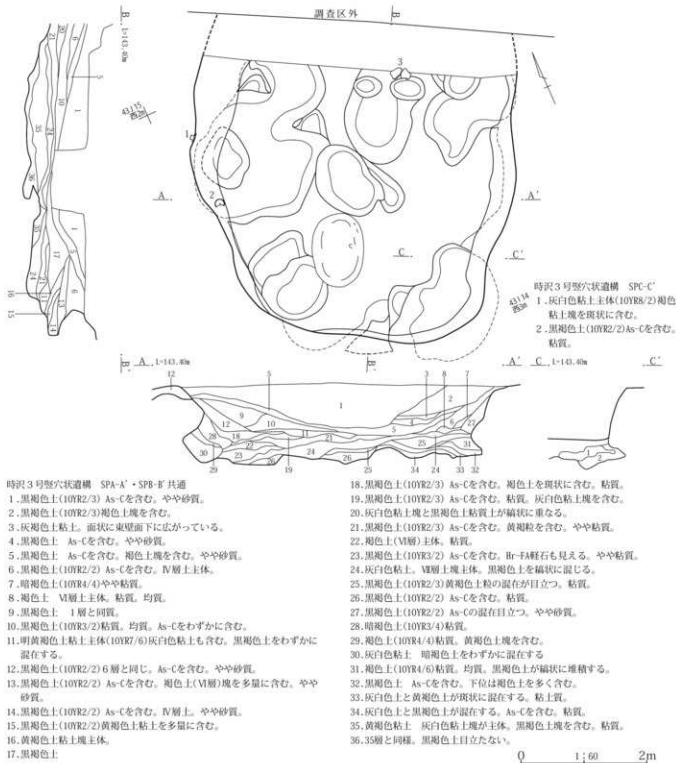 調査区外
B
B
L=143.40m
B'
43J15
西2m
1
2
3
A
A'
C
C'
43J14
西3m
時沢３号竪穴状遺構　SPC-C'
1.灰白色粘土主体(10YR8/2)褐色
粘土塊を斑状に含む。
2.黒褐色土(10YR2/2)As-Cを含む。
粘質。
A　L=143.40m
A'
C　L=143.40m
C'
時沢３号竪穴状遺構　SPA-A'・SPB-B'共通
1.黒褐色土(10YR2/3) As-Cを含む。やや砂質。
2.黒褐色土(10YR2/3)褐色土塊を含む。
3.灰褐色粘土。面状に東壁面下に広がっている。
4.黒褐色土　As-Cを含む。やや砂質。
5.黒褐色土　As-Cを含む。褐色土塊を含む。やや砂質。
6.黒褐色土(10YR2/2) As-Cを含む。Ⅳ層土主体。
7.暗褐色土(10YR4/4)やや粘質。
8.褐色土　Ⅵ層土主体。粘質。均質。
9.黒褐色土　１層と同質。
10.黒褐色土(10YR3/2)粘質。均質。As-Cをわずかに含む。
11.明黄褐色土粘土主体(10YR7/6)灰白色粘土も含む。黒褐色土をわずかに
混在する。
12.黒褐色土(10YR2/2)６層と同じ。As-Cを含む。やや砂質。
13.黒褐色土(10YR2/2) As-Cを含む。褐色土(Ⅵ層)塊を多量に含む。やや
砂質。
14.黒褐色土(10YR2/2) As-Cを含む。Ⅳ層土。やや砂質。
15.黒褐色土(10YR2/2)黄褐色土粘土を多量に含む。
16.黄褐色土粘土塊主体。
17.黒褐色土
18.黒褐色土(10YR2/3) As-Cを含む。褐色土を斑状に含む。粘質。
19.黒褐色土(10YR2/3) As-Cを含む。粘質。灰白色粘土塊を含む。
20.灰白色粘土塊と黒褐色土粘質土が縞状に重なる。
21.黒褐色土(10YR2/3) As-Cを含む。黄褐粒を含む。やや粘質。
22.褐色土(Ⅵ層)主体。粘質。
23.黒褐色土(10YR3/2) As-Cを含む。Hr-FA軽石も見える。やや粘質。
24.灰白色粘土。Ⅷ層土塊主体。黒褐色土を縞状に混じる。
25.黒褐色土(10YR2/3)黄褐色土粒の混在が目立つ。粘質。
26.黒褐色土(10YR2/2) As-Cを含む。粘質。
27.黒褐色土(10YR2/2) As-Cの混在目立つ。やや砂質。
28.暗褐色土(10YR3/4)粘質。
29.褐色土(10YR4/4)粘質。黄褐色土塊を含む。
30.灰白色粘土　暗褐色土をわずかに混在する
31.褐色土(10YR4/6)粘質。均質。黒褐色土が縞状に堆積する。
32.黒褐色土　As-Cを含む。下位は褐色土を多く含む。
33.灰白色土と黄褐色土が斑状に混在する。粘土質。
34.灰白色土と黒褐色土が混在する。As-Cを含む。粘質。
35.黄褐色粘土　灰白色粘土塊が主体。黒褐色土塊を含む。粘質。
36.35層と同様。黒褐色土目立たない。
0　1：60　2m